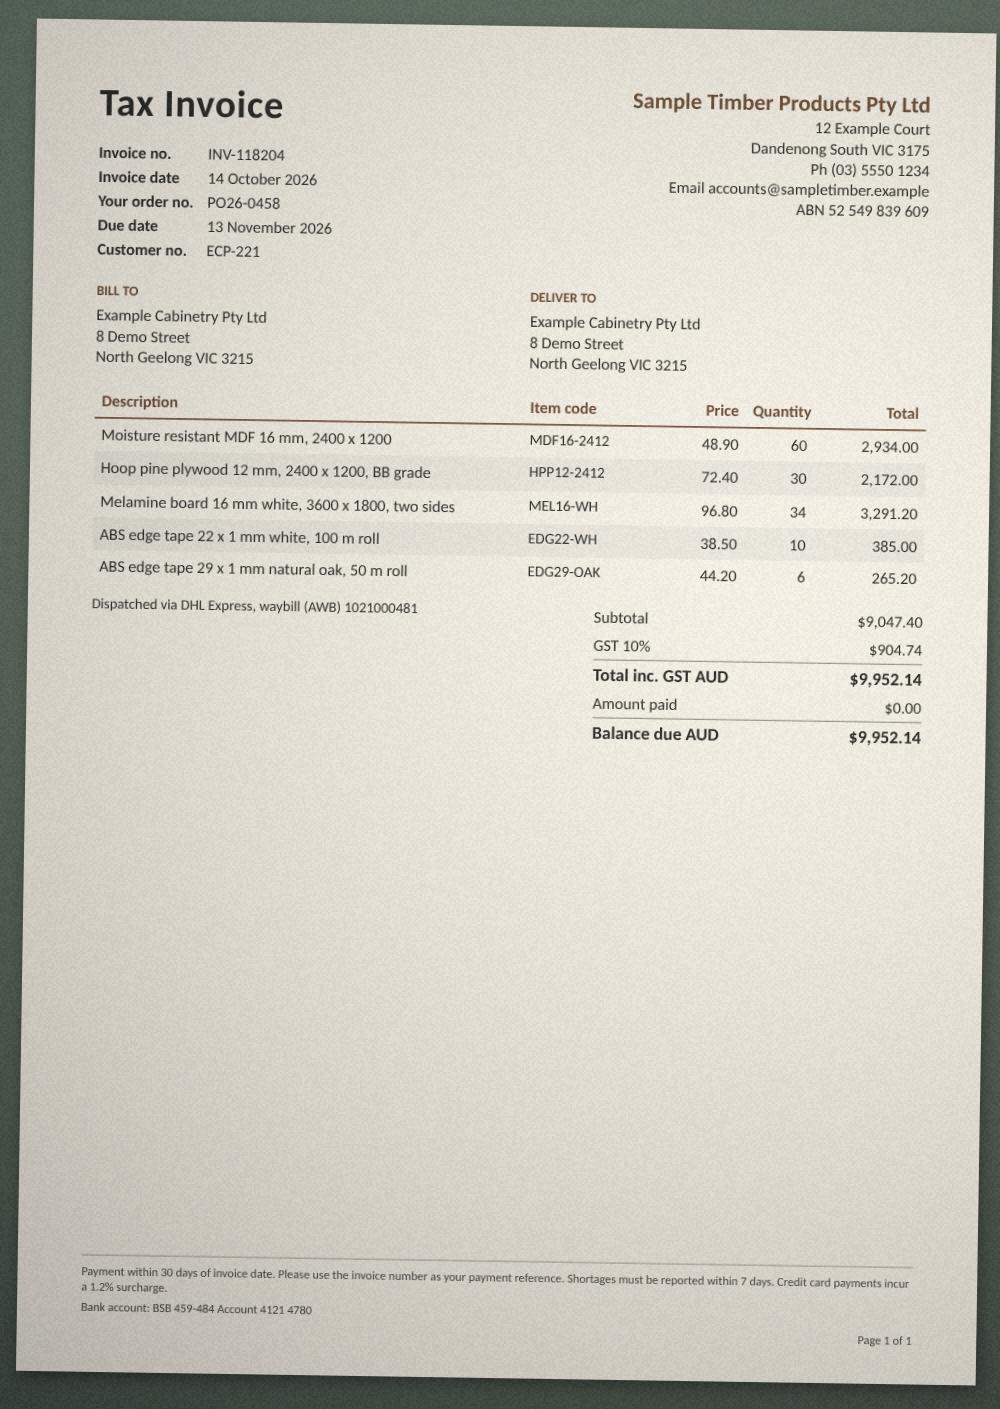 Tax Invoice
Invoice no. INV-118204
Invoice date 14 October 2026
Your order no. PO26-0458
Due date 13 November 2026
Customer no. ECP-221
Sample Timber Products Pty Ltd
12 Example Court
Dandenong South VIC 3175
Ph (03) 5550 1234
Email accounts@sampletimber.example
ABN 52 549 839 609
BILL TO
Example Cabinetry Pty Ltd
8 Demo Street
North Geelong VIC 3215
DELIVER TO
Example Cabinetry Pty Ltd
8 Demo Street
North Geelong VIC 3215
Description Item code Price Quantity Total
Moisture resistant MDF 16 mm, 2400 x 1200 MDF16-2412 48.90 60 2,934.00
Hoop pine plywood 12 mm, 2400 x 1200, BB grade HPP12-2412 72.40 30 2,172.00
Melamine board 16 mm white, 3600 x 1800, two sides MEL16-WH 96.80 34 3,291.20
ABS edge tape 22 x 1 mm white, 100 m roll EDG22-WH 38.50 10 385.00
ABS edge tape 29 x 1 mm natural oak, 50 m roll EDG29-OAK 44.20 6 265.20
Dispatched via DHL Express, waybill (AWB) 1021000481
Subtotal $9,047.40
GST 10% $904.74
Total inc. GST AUD $9,952.14
Amount paid $0.00
Balance due AUD $9,952.14
Payment within 30 days of invoice date. Please use the invoice number as your payment reference. Shortages must be reported within 7 days. Credit card payments incur
a 1.2% surcharge.
Bank account: BSB 459-484 Account 4121 4780
Page 1 of 1